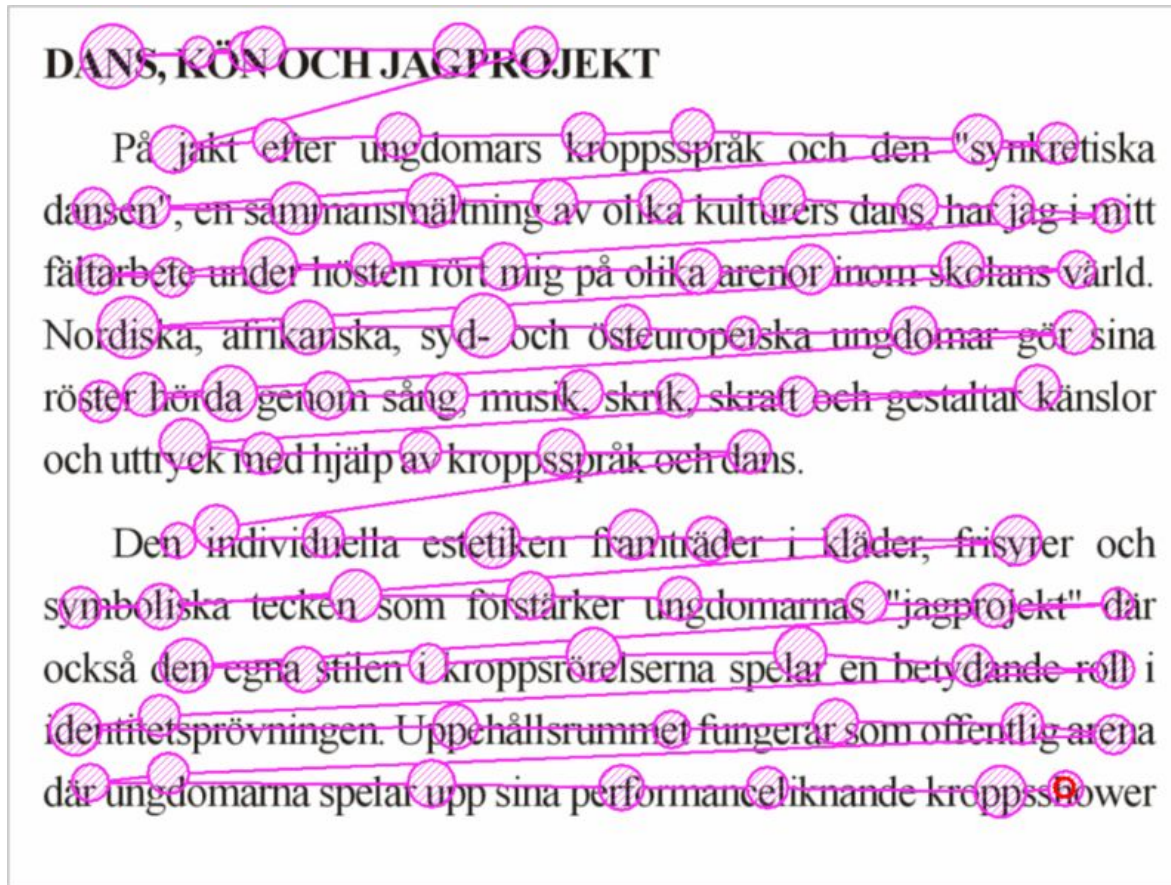 DANS, KÖN OCH JAGPROJEKT
På jakt efter ungdomars kroppsspråk och den "synkretiska
dansen", en sammansmältning av olika kulturers dans, har jag i mitt
fältarbete under hösten rört mig på olika arenor inom skolans värld.
Nordiska, afrikanska, syd- och östeuropeiska ungdomar gör sina
röster hörda genom sång, musik, skrik, skratt och gestaltar känslor
och uttryck med hjälp av kroppsspråk och dans.
Den individuella estetiken framträder i kläder, frisyrer och
symboliska tecken som förstärker ungdomarnas "jagprojekt" där
också den egna stilen i kroppsrörelserna spelar en betydande roll i
identitetsprövningen. Uppehållsrummet fungerar som offentlig arena
där ungdomarna spelar upp sina performanceliknande kroppsshower